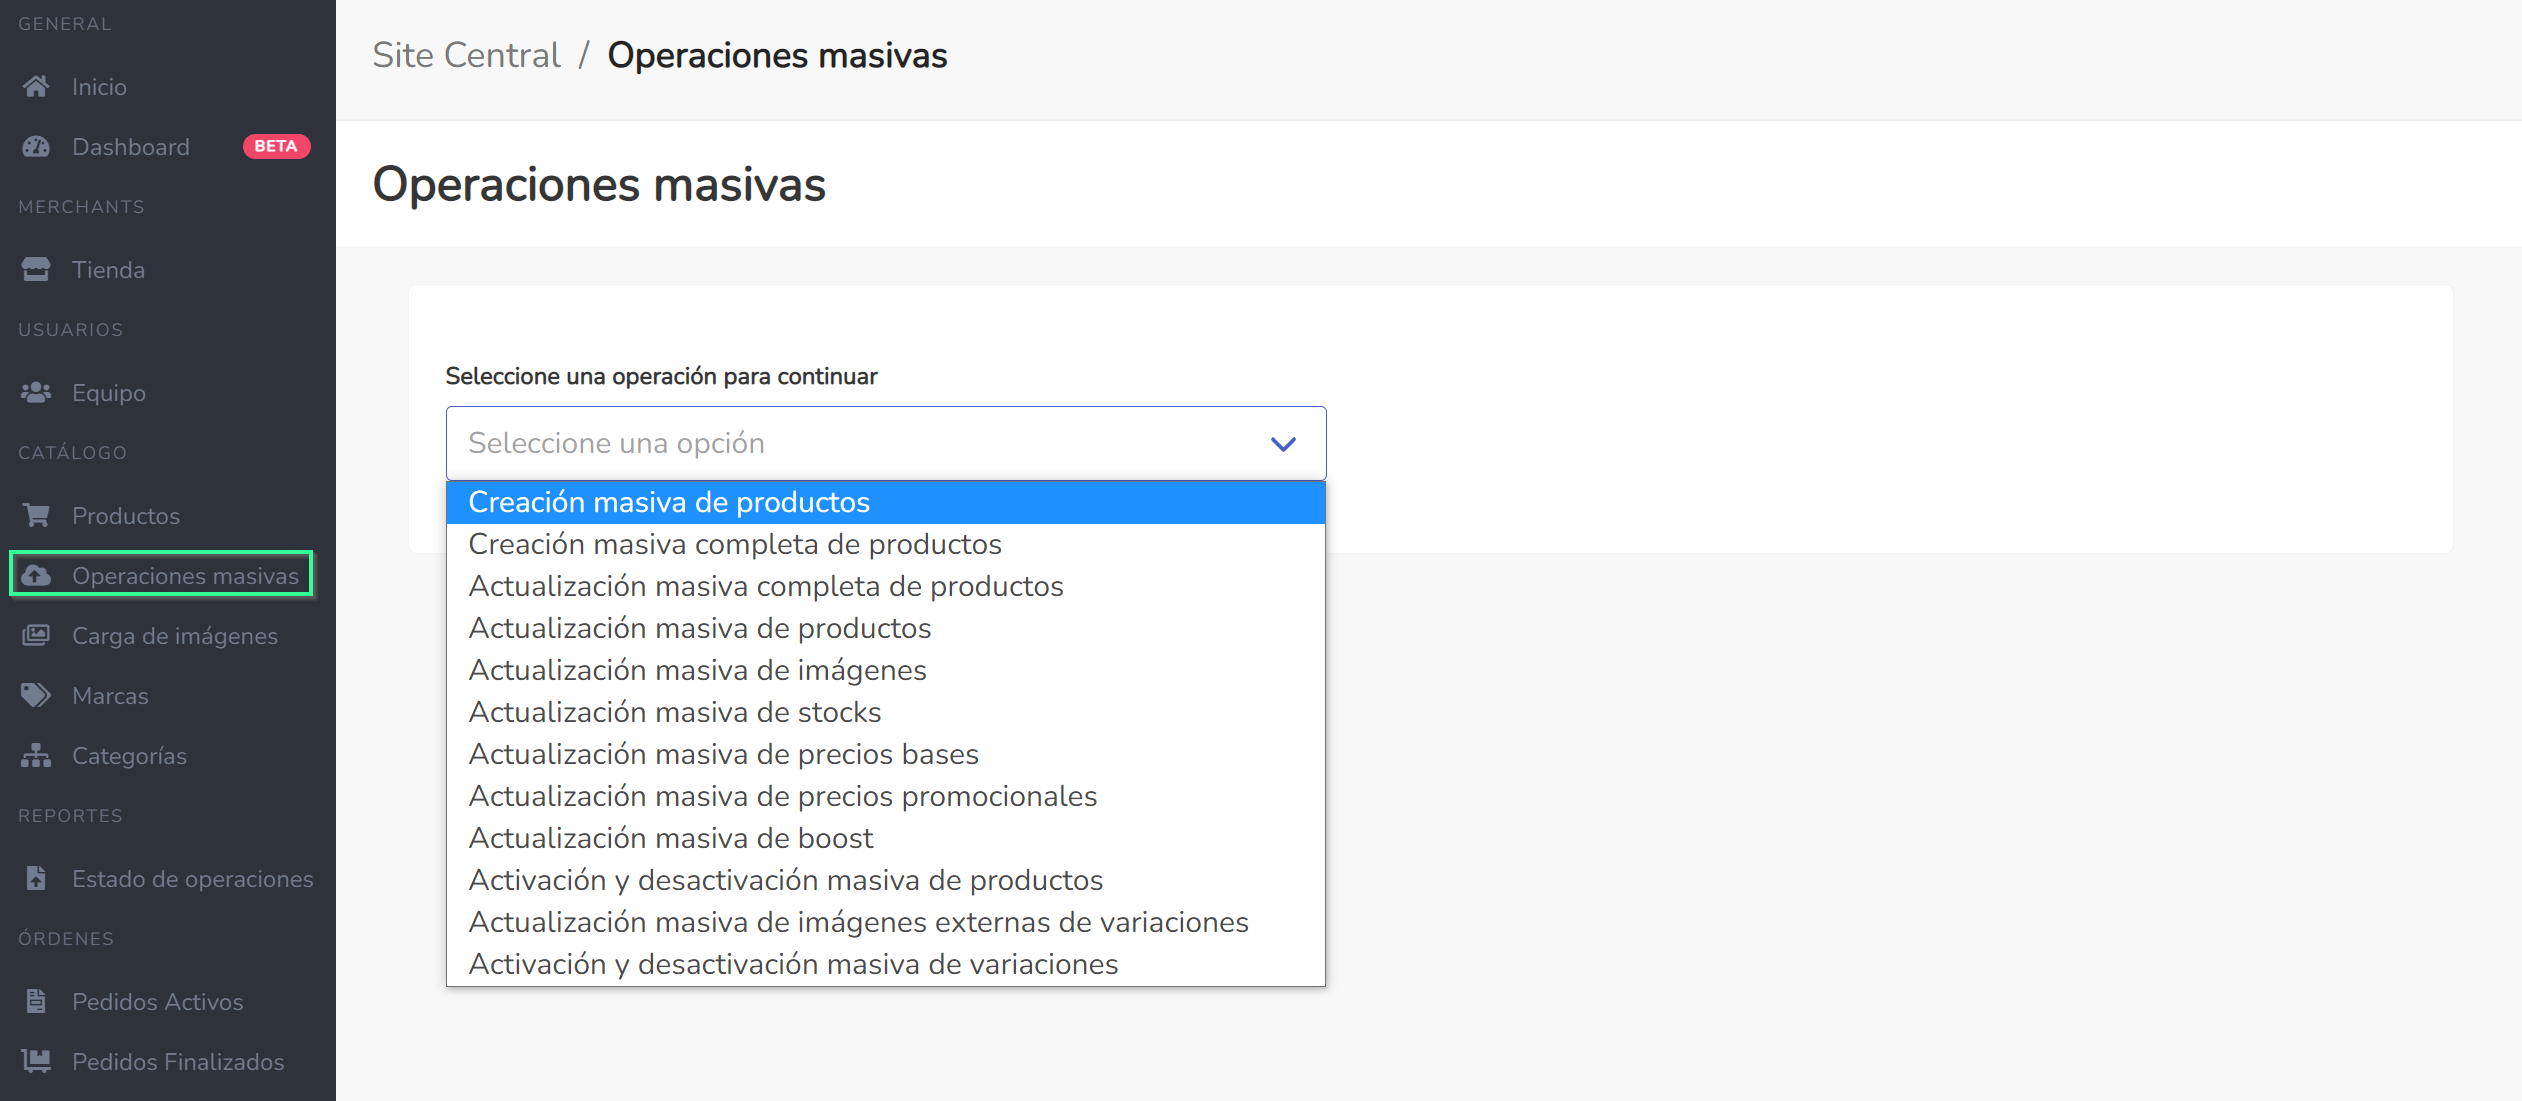 GENERAL
Inicio
Dashboard BETA
MERCHANTS
Tienda
USUARIOS
Equipo
CATÁLOGO
Productos
Operaciones masivas
Carga de imágenes
Marcas
Categorías
REPORTES
Estado de operaciones
ÓRDENES
Pedidos Activos
Pedidos Finalizados
Site Central / Operaciones masivas
Operaciones masivas
Seleccione una operación para continuar
Seleccione una opción
Creación masiva de productos
Creación masiva completa de productos
Actualización masiva completa de productos
Actualización masiva de productos
Actualización masiva de imágenes
Actualización masiva de stocks
Actualización masiva de precios bases
Actualización masiva de precios promocionales
Actualización masiva de boost
Activación y desactivación masiva de productos
Actualización masiva de imágenes externas de variaciones
Activación y desactivación masiva de variaciones